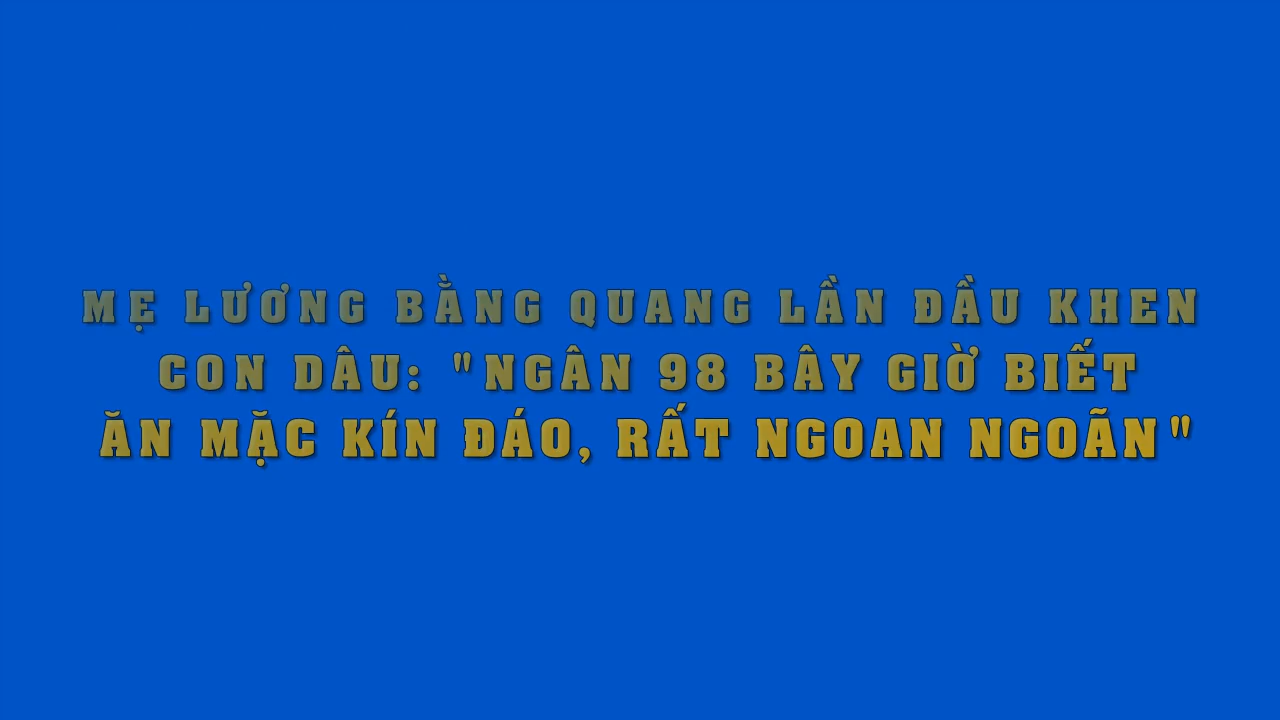 MẸ LƯƠNG BẰNG QUANG LẦN ĐẦU KHEN
CON DÂU: "NGÂN 98 BÂY GIỜ BIẾT
ĂN MẶC KÍN ĐÁO, RẤT NGOAN NGOÃN"